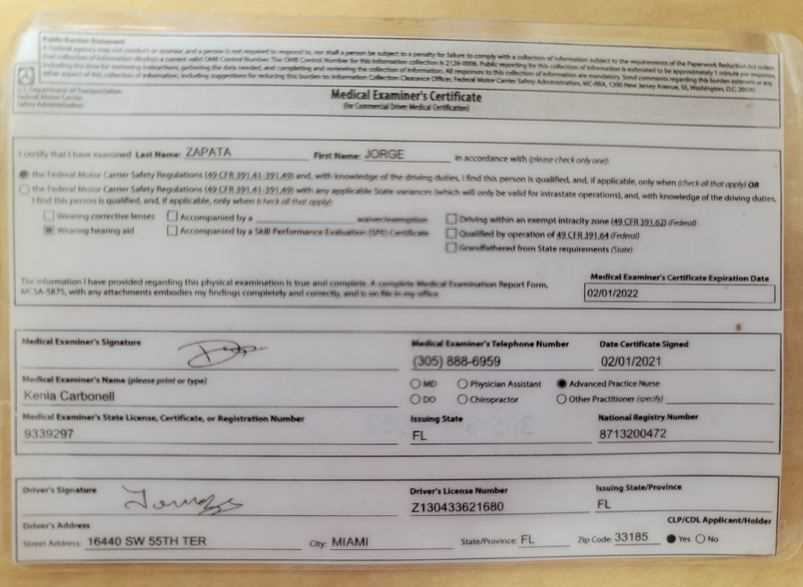 Public Burden Statement
A Federal agency may not conduct or sponsor, and a person is not required to respond to, nor shall a person be subject to a penalty for failure to comply with a collection of information subject to the requirements of the Paperwork Reduction Act unless
that collection of information displays a current valid OMB Control Number. The OMB Control Number for this information collection is 2126-0006. Public reporting for this collection of information is estimated to be approximately 1 minute per response,
including the time for reviewing instructions, gathering the data needed, and completing and reviewing the collection of information. All responses to this collection of information are mandatory. Send comments regarding this burden estimate or any
other aspect of this collection of information, including suggestions for reducing this burden to: Information Collection Clearance Officer, Federal Motor Carrier Safety Administration, MC-RRA, 1200 New Jersey Avenue, SE, Washington, D.C. 20590.
U.S. Department of Transportation
Federal Motor Carrier
Safety Administration
Medical Examiner's Certificate
(for Commercial Driver Medical Certification)
I certify that I have examined Last Name: ZAPATA First Name: JORGE in accordance with (please check only one):
the Federal Motor Carrier Safety Regulations (49 CFR 391.41-391.49) and, with knowledge of the driving duties, I find this person is qualified, and, if applicable, only when (check all that apply) OR
the Federal Motor Carrier Safety Regulations (49 CFR 391.41-391.49) with any applicable State variances (which will only be valid for intrastate operations), and, with knowledge of the driving duties,
I find this person is qualified, and, if applicable, only when (check all that apply):
Wearing corrective lenses Accompanied by a waiver/exemption Driving within an exempt intracity zone (49 CFR 391.62) (Federal)
Wearing hearing aid Accompanied by a Skill Performance Evaluation (SPE) Certificate Qualified by operation of 49 CFR 391.64 (Federal)
Grandfathered from State requirements (State)
The information I have provided regarding this physical examination is true and complete. A complete Medical Examination Report Form,
MCSA-5875, with any attachments embodies my findings completely and correctly, and is on file in my office.
Medical Examiner's Certificate Expiration Date
02/01/2022
Medical Examiner's Signature Medical Examiner's Telephone Number Date Certificate Signed
(305) 888-6959 02/01/2021
Medical Examiner's Name (please print or type) MD Physician Assistant Advanced Practice Nurse
Kenia Carbonell DO Chiropractor Other Practitioner (specify)
Medical Examiner's State License, Certificate, or Registration Number Issuing State National Registry Number
9339297 FL 8713200472
Driver's Signature Driver's License Number Issuing State/Province
Z130433621680 FL
Driver's Address CLP/CDL Applicant/Holder
Street Address: 16440 SW 55TH TER City: MIAMI State/Province: FL Zip Code: 33185 Yes No